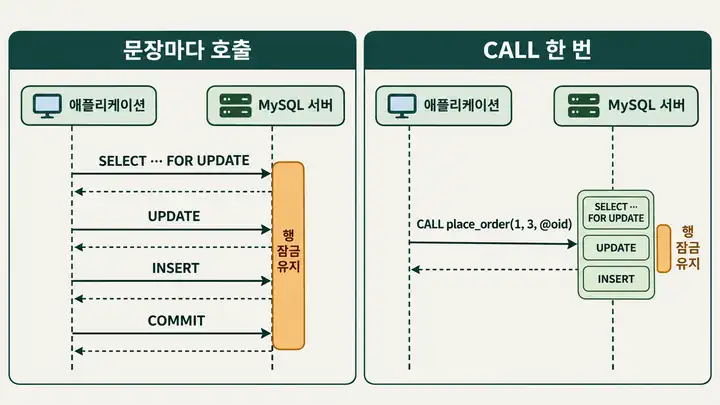 문장마다 호출
애플리케이션
MySQL 서버
SELECT ··· FOR UPDATE
UPDATE
INSERT
COMMIT
행
잠금
유지
CALL 한 번
애플리케이션
MySQL 서버
CALL place_order(1, 3, @oid)
SELECT ···
FOR UPDATE
UPDATE
INSERT
행
잠금
유지